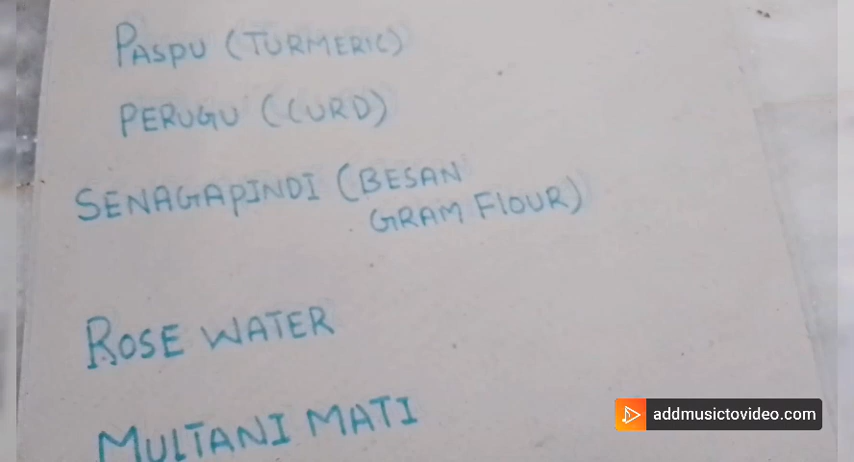 PASPU (TURMERIC)
PERUGU (CURD)
SENAGAPINDI (BESAN
GRAM FlOUR)
ROSE WATER
MULTANI MATI
addmusictovideo.com